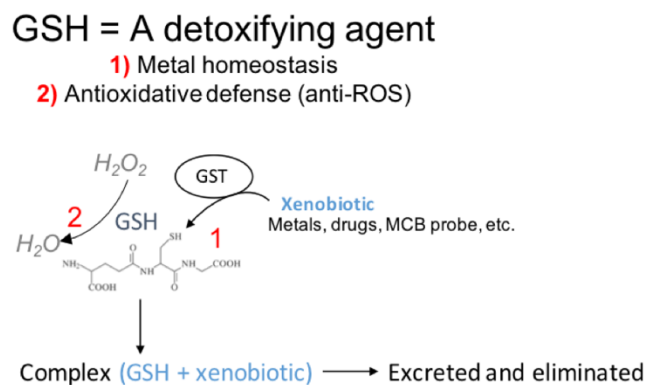 GSH = A detoxifying agent
1) Metal homeostasis
2) Antioxidative defense (anti-ROS)
H₂O₂
GST
Xenobiotic
Metals, drugs, MCB probe, etc.
2
GSH
1
H₂O
SH
O
NH₂
NH
NH
COOH
COOH
O
Complex (GSH + xenobiotic)
Excreted and eliminated